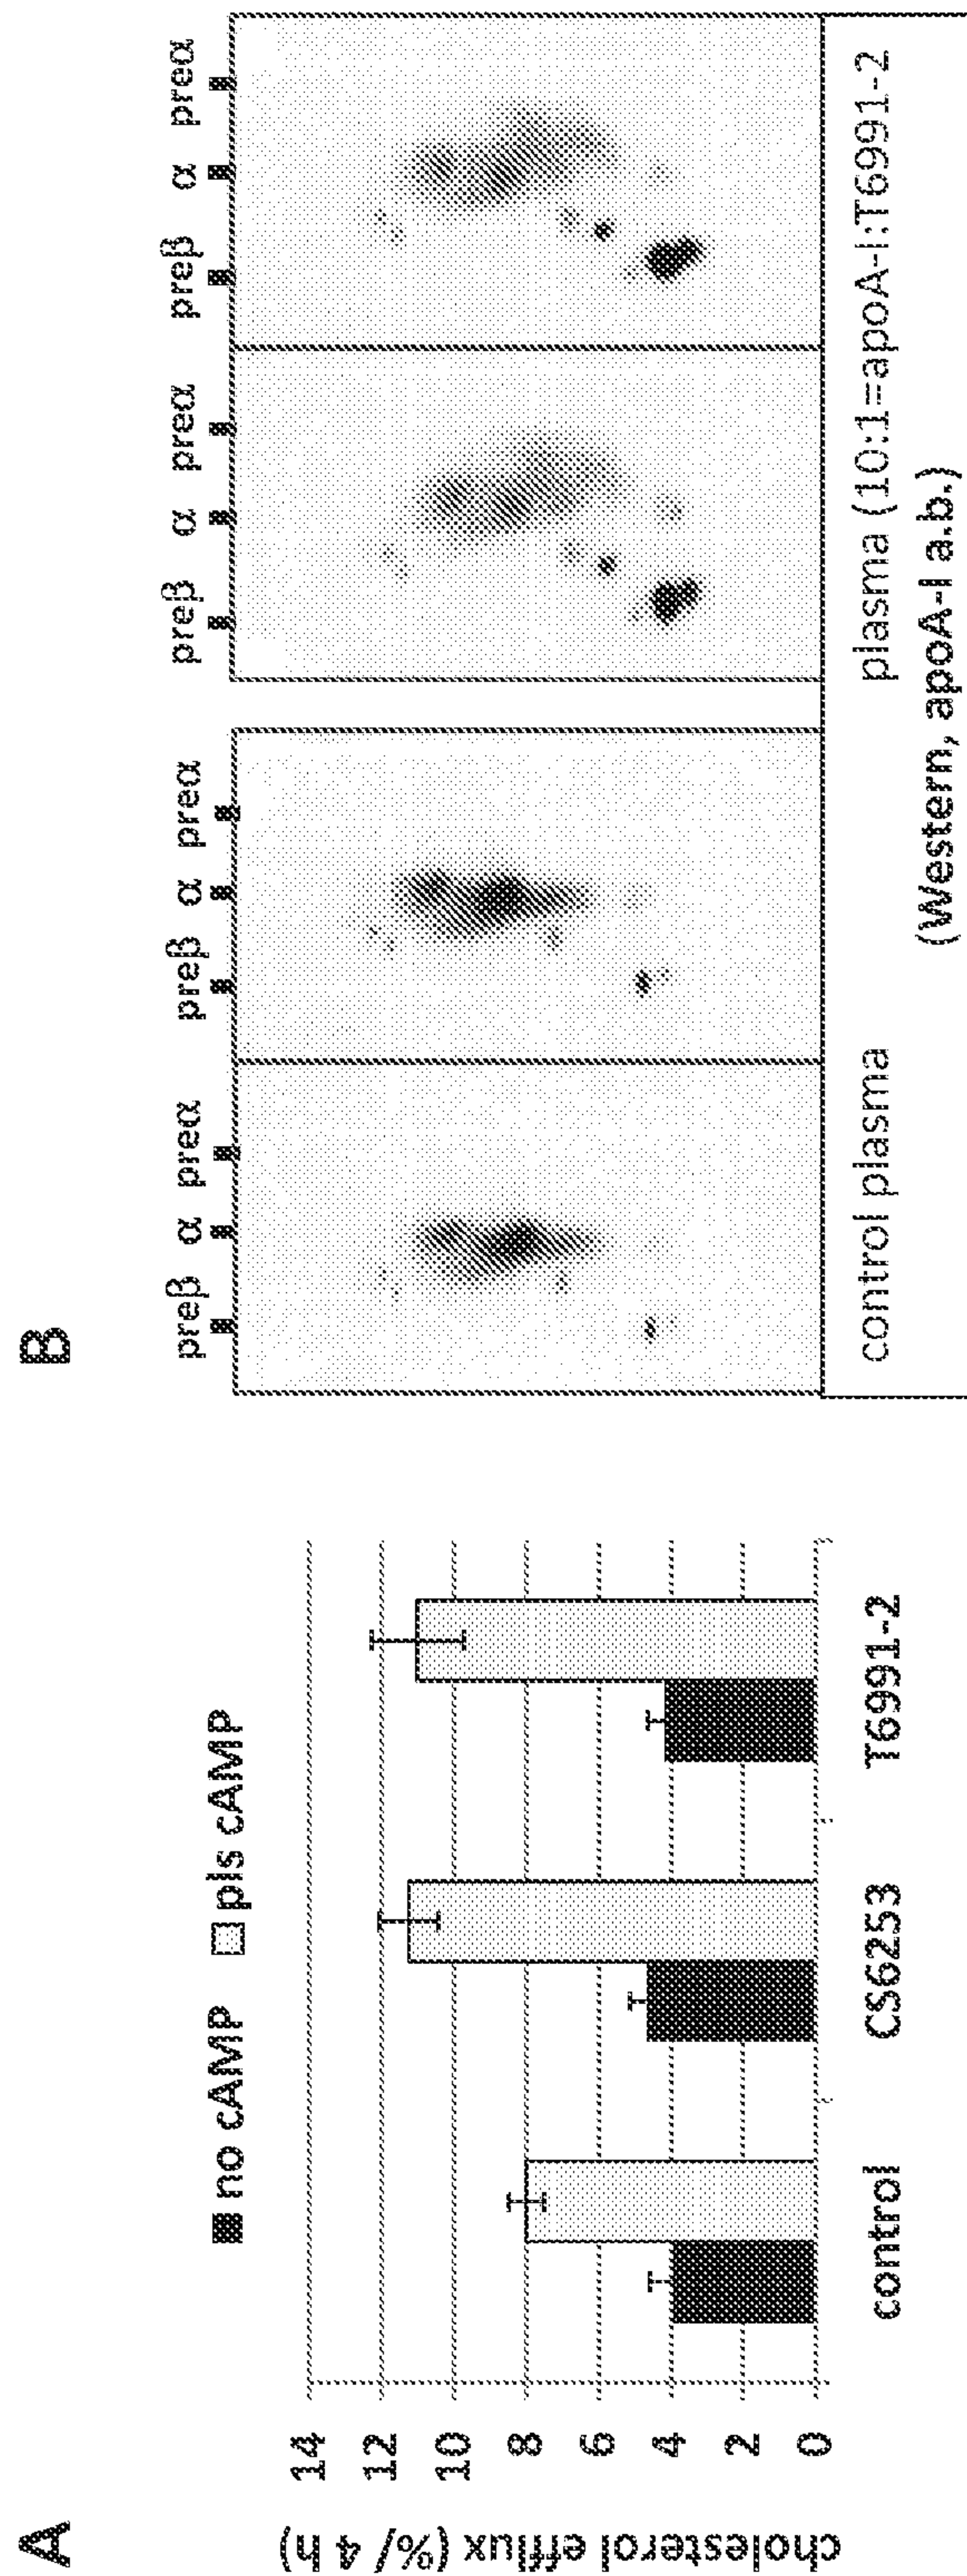 A
cholesterol efflux (%/ 4 h)
14
12
10
8
6
4
2
0
no cAMP pls cAMP
control CS6253 T6991-2
B
preβ α preα preβ α preα preβ α preα preβ α preα
control plasma plasma (10:1=apoA-I:T6991-2
(Western, apoA-I a.b.)